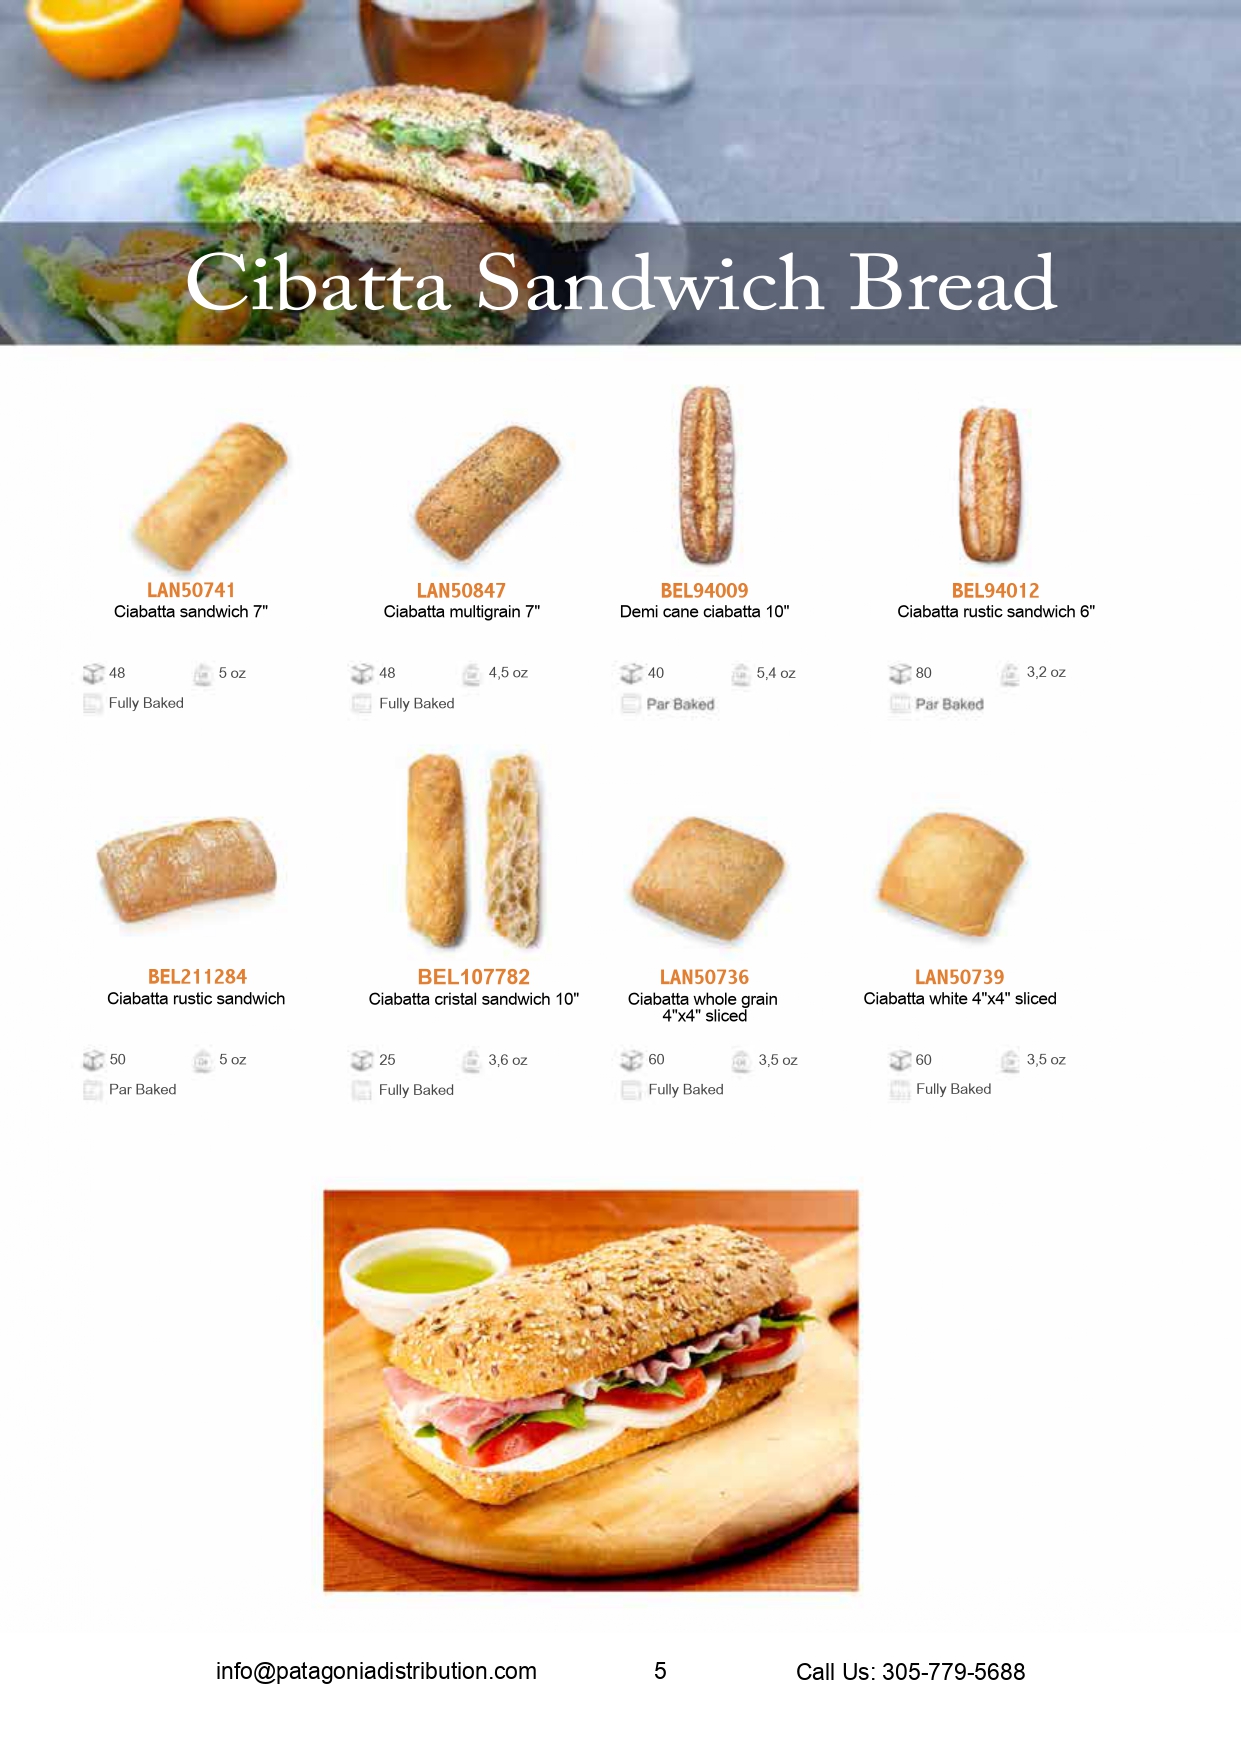 Cibatta Sandwich Bread
LAN50741
Ciabatta sandwich 7"
48
5 oz
Fully Baked
LAN50847
Ciabatta multigrain 7"
48
4,5 oz
Fully Baked
BEL94009
Demi cane ciabatta 10"
40
5,4 oz
Par Baked
BEL94012
Ciabatta rustic sandwich 6"
80
3,2 oz
Par Baked
BEL211284
Ciabatta rustic sandwich
50
5 oz
Par Baked
BEL107782
Ciabatta cristal sandwich 10"
25
3,6 oz
Fully Baked
LAN50736
Ciabatta whole grain
4"x4" sliced
60
3,5 oz
Fully Baked
LAN50739
Ciabatta white 4"x4" sliced
60
3,5 oz
Fully Baked
info@patagoniadistribution.com
5
Call Us: 305-779-5688